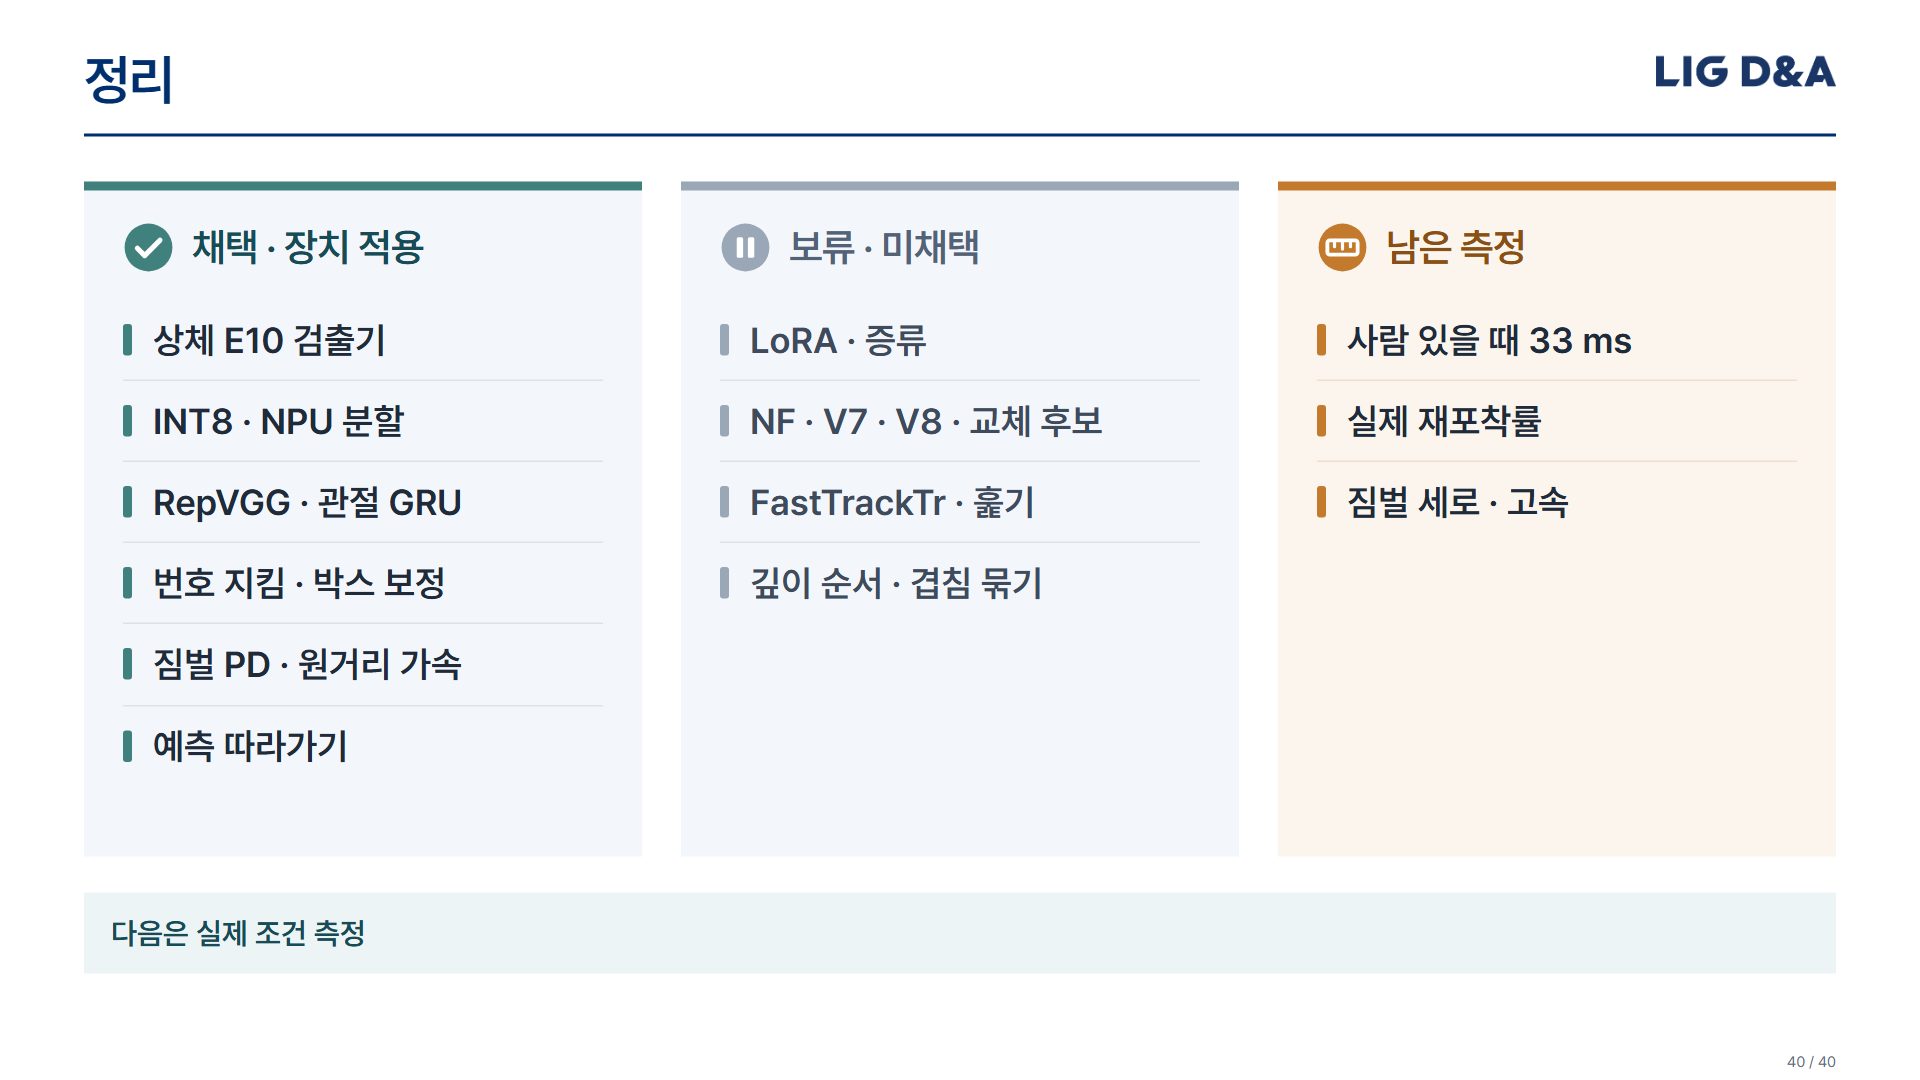 정리
LIG D&A
채택 · 장치 적용
상체 E10 검출기
INT8 · NPU 분할
RepVGG · 관절 GRU
번호 지킴 · 박스 보정
짐벌 PD · 원거리 가속
예측 따라가기
보류 · 미채택
LoRA · 증류
NF · V7 · V8 · 교체 후보
FastTrackTr · 훑기
깊이 순서 · 겹침 묶기
남은 측정
사람 있을 때 33 ms
실제 재포착률
짐벌 세로 · 고속
다음은 실제 조건 측정
40 / 40